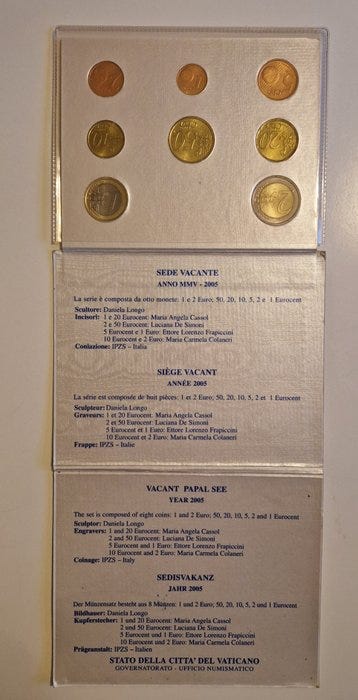 SEDE VACANTE
ANNO MMV - 2005
La serie è composta da otto monete: 1 e 2 Euro; 50, 20, 10, 5, 2 e 1 Eurocent
Scultore: Daniela Longo
Incisori: 1 e 20 Eurocent: Maria Angela Cassol
2 e 50 Eurocent: Luciana De Simoni
5 Eurocent e 1 Euro: Ettore Lorenzo Frapiccini
10 Eurocent e 2 Euro: Maria Carmela Colaneri
Coniazione: IPZS – Italia
SIÈGE VACANT
ANNÉE 2005
La série est composée de huit pièces: 1 et 2 Euro; 50, 20, 10, 5, 2 et 1 Eurocent
Sculpteur: Daniela Longo
Graveurs: 1 et 20 Eurocent: Maria Angela Cassol
2 et 50 Eurocent: Luciana De Simoni
5 Eurocent et 1 Euro: Ettore Lorenzo Frapiccini
10 Eurocent et 2 Euro: Maria Carmela Colaneri
Frappe: IPZS – Italie
VACANT PAPAL SEE
YEAR 2005
The set is composed of eight coins: 1 and 2 Euro; 50, 20, 10, 5, 2 and 1 Eurocent
Sculptor: Daniela Longo
Engravers: 1 and 20 Eurocent: Maria Angela Cassol
2 and 50 Eurocent: Luciana De Simoni
5 Eurocent and 1 Euro: Ettore Lorenzo Frapiccini
10 Eurocent and 2 Euro: Maria Carmela Colaneri
Coinage: IPZS – Italy
SEDISVAKANZ
JAHR 2005
Der Münzensatz besteht aus 8 Münzen: 1 und 2 Euro; 50, 20, 10, 5, 2 und 1 Eurocent
Bildhauer: Daniela Longo
Kupferstecher: 1 und 20 Eurocent: Maria Angela Cassol
2 und 50 Eurocent: Luciana De Simoni
5 Eurocent und 1 Euro: Ettore Lorenzo Frapiccini
10 Eurocent und 2 Euro: Maria Carmela Colaneri
Prägeanstalt: IPZS – Italien
STATO DELLA CITTA' DEL VATICANO
GOVERNATORATO - UFFICIO NUMISMATICO